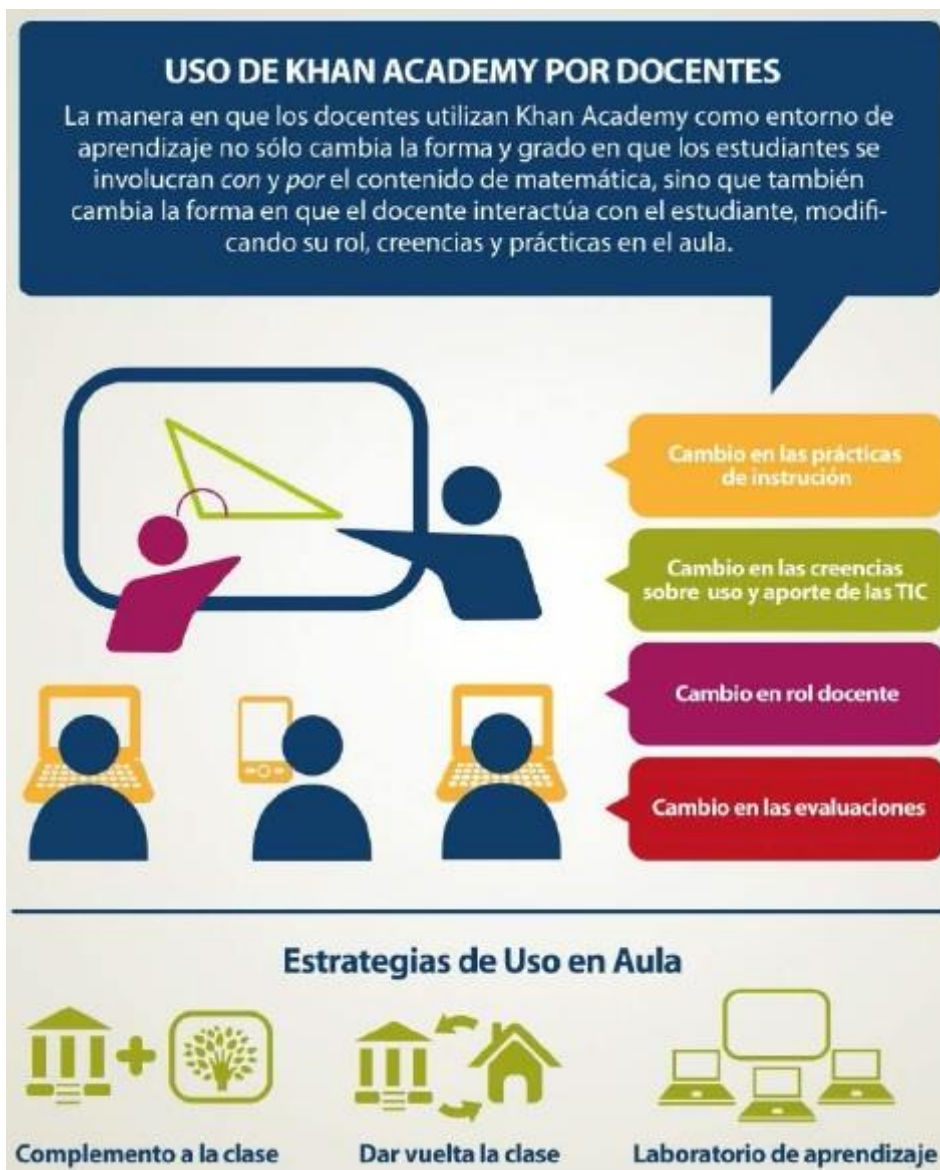 USO DE KHAN ACADEMY POR DOCENTES
La manera en que los docentes utilizan Khan Academy como entorno de
aprendizaje no sólo cambia la forma y grado en que los estudiantes se
involucran con y por el contenido de matemática, sino que también
cambia la forma en que el docente interactúa con el estudiante, modifi-
cando su rol, creencias y prácticas en el aula.
Cambio en las prácticas
de instrución
Cambio en las creencias
sobre uso y aporte de las TIC
Cambio en rol docente
Cambio en las evaluaciones
Estrategias de Uso en Aula
Complemento a la clase
Dar vuelta la clase
Laboratorio de aprendizaje